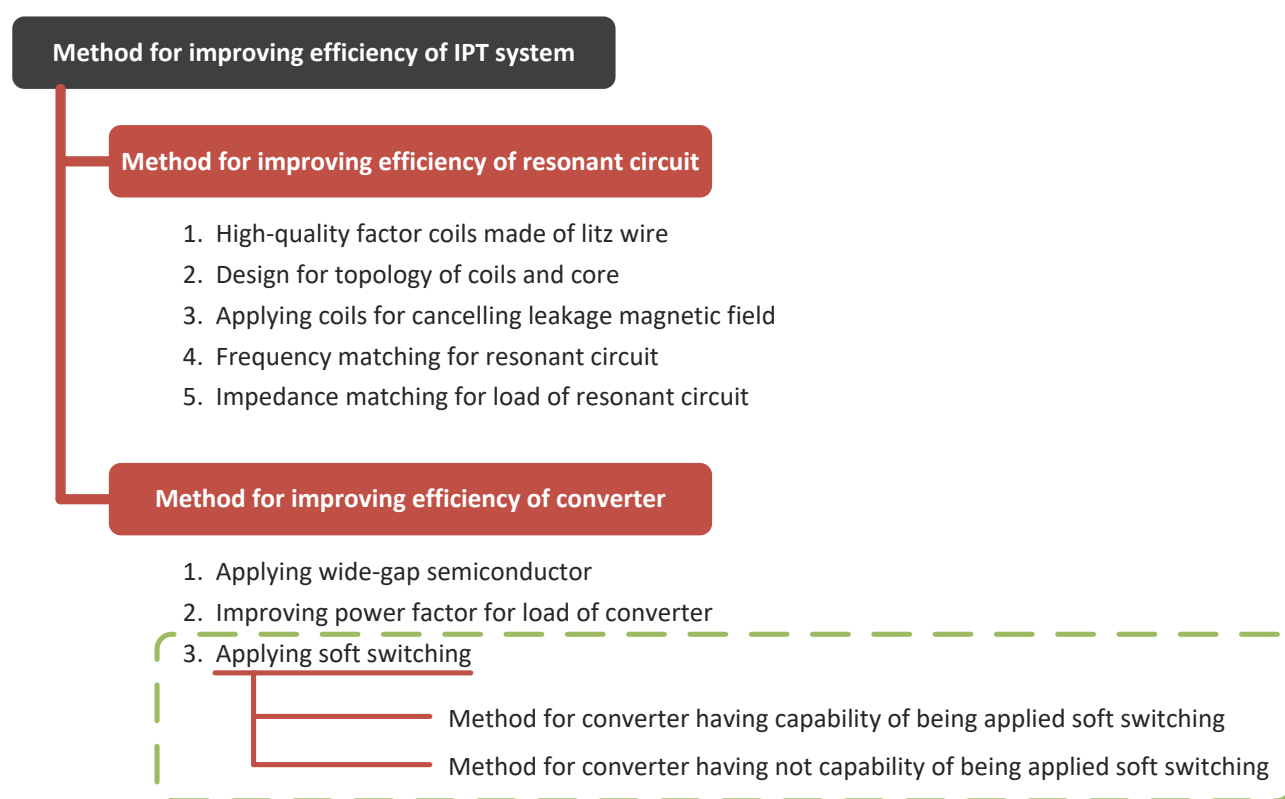 Method for improving efficiency of IPT system
Method for improving efficiency of resonant circuit
1. High-quality factor coils made of litz wire
2. Design for topology of coils and core
3. Applying coils for cancelling leakage magnetic field
4. Frequency matching for resonant circuit
5. Impedance matching for load of resonant circuit
Method for improving efficiency of converter
1. Applying wide-gap semiconductor
2. Improving power factor for load of converter
3. Applying soft switching
Method for converter having capability of being applied soft switching
Method for converter having not capability of being applied soft switching